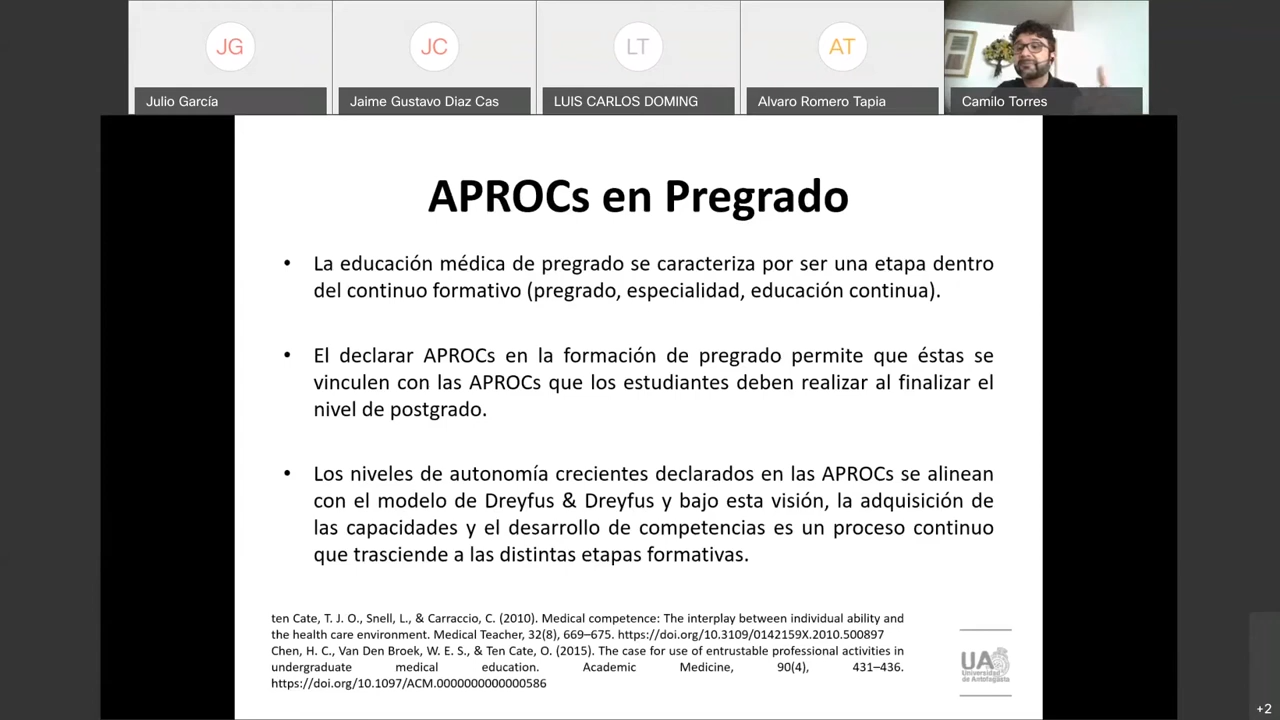 JG
JC
LT
AT
Julio García
Jaime Gustavo Diaz Cas
LUIS CARLOS DOMING
Alvaro Romero Tapia
Camilo Torres
APROCs en Pregrado
• La educación médica de pregrado se caracteriza por ser una etapa dentro
del continuo formativo (pregrado, especialidad, educación continua).
• El declarar APROCs en la formación de pregrado permite que éstas se
vinculen con las APROCs que los estudiantes deben realizar al finalizar el
nivel de postgrado.
• Los niveles de autonomía crecientes declarados en las APROCs se alinean
con el modelo de Dreyfus & Dreyfus y bajo esta visión, la adquisición de
las capacidades y el desarrollo de competencias es un proceso continuo
que trasciende a las distintas etapas formativas.
ten Cate, T. J. O., Snell, L., & Carraccio, C. (2010). Medical competence: The interplay between individual ability and
the health care environment. Medical Teacher, 32(8), 669–675. https://doi.org/10.3109/0142159X.2010.500897
Chen, H. C., Van Den Broek, W. E. S., & Ten Cate, O. (2015). The case for use of entrustable professional activities in
undergraduate medical education. Academic Medicine, 90(4), 431–436.
https://doi.org/10.1097/ACM.0000000000000586
UA
Universidad
de Antofagasta
+2